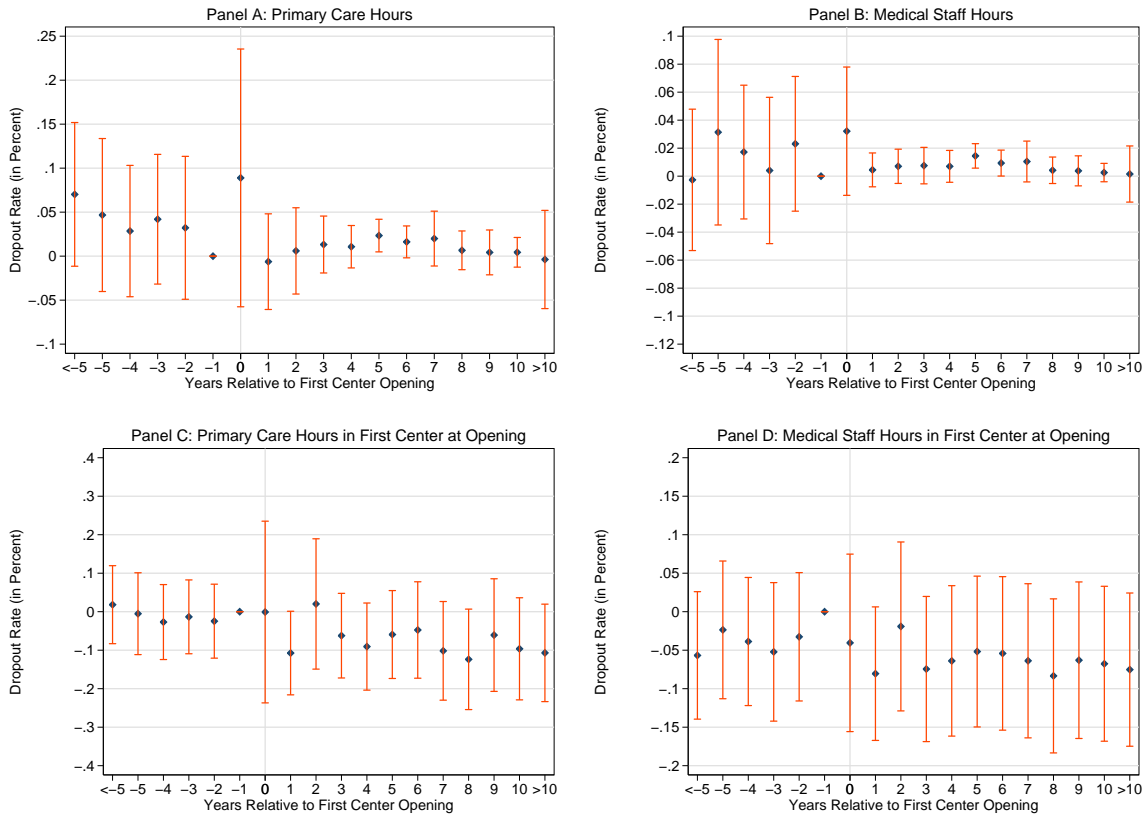 Panel A: Primary Care Hours
Dropout Rate (in Percent)
.25
.2
.15
.1
.05
0
−.05
−.1
<−5 −5 −4 −3 −2 −1 0 1 2 3 4 5 6 7 8 9 10 >10
Years Relative to First Center Opening
Panel B: Medical Staff Hours
Dropout Rate (in Percent)
.1
.08
.06
.04
.02
0
−.02
−.04
−.06
−.08
−.1
−.12
<−5 −5 −4 −3 −2 −1 0 1 2 3 4 5 6 7 8 9 10 >10
Years Relative to First Center Opening
Panel C: Primary Care Hours in First Center at Opening
Dropout Rate (in Percent)
.4
.3
.2
.1
0
−.1
−.2
−.3
−.4
<−5 −5 −4 −3 −2 −1 0 1 2 3 4 5 6 7 8 9 10 >10
Years Relative to First Center Opening
Panel D: Medical Staff Hours in First Center at Opening
Dropout Rate (in Percent)
.2
.15
.1
.05
0
−.05
−.1
−.15
−.2
<−5 −5 −4 −3 −2 −1 0 1 2 3 4 5 6 7 8 9 10 >10
Years Relative to First Center Opening